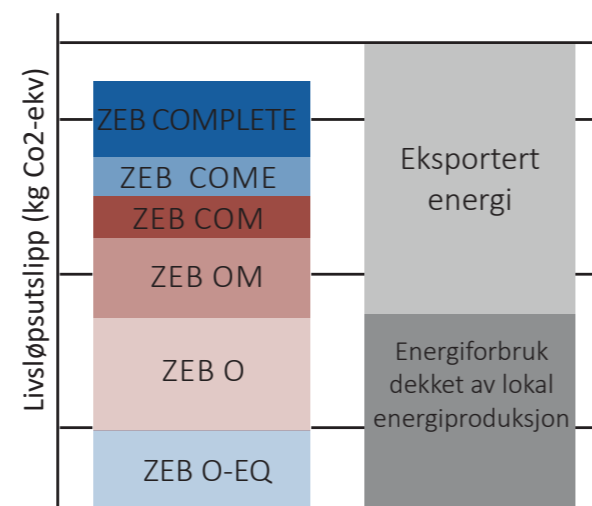 Livsløpsutslipp (kg Co2-ekv)
ZEB COMPLETE
ZEB COME
ZEB COM
ZEB OM
ZEB O
ZEB O-EQ
Eksportert
energi
Energiforbruk
dekket av lokal
energiproduksjon